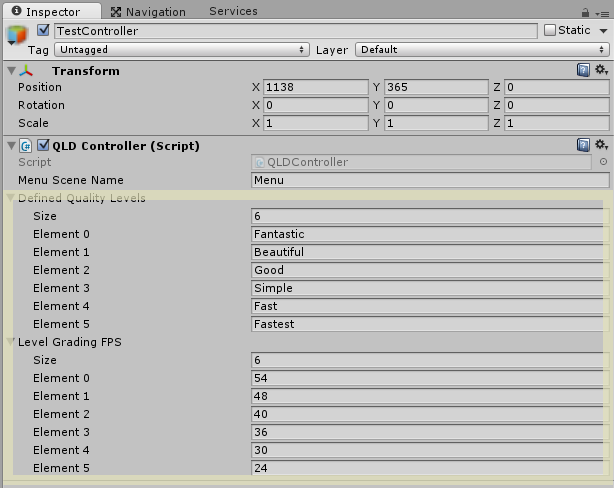 Inspector Navigation Services
TestController Static
Tag Untagged Layer Default
Transform
Position X 1138 Y 365 Z 0
Rotation X 0 Y 0 Z 0
Scale X 1 Y 1 Z 1
QLD Controller (Script)
Script QLDController
Menu Scene Name Menu
Defined Quality Levels
Size 6
Element 0 Fantastic
Element 1 Beautiful
Element 2 Good
Element 3 Simple
Element 4 Fast
Element 5 Fastest
Level Grading FPS
Size 6
Element 0 54
Element 1 48
Element 2 40
Element 3 36
Element 4 30
Element 5 24